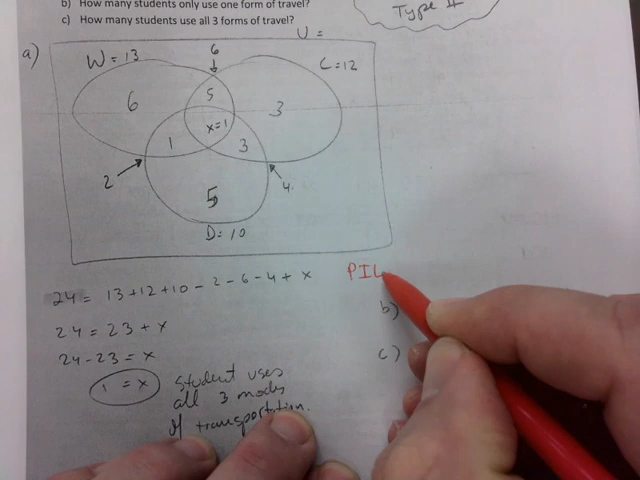 b) How many students only use one form of travel?
c) How many students use all 3 forms of travel?
Type II
a)
U =
W = 13
6
C = 12
6
5
3
x=1
1
3
2
4
5
D = 10
24 = 13 + 12 + 10 - 2 - 6 - 4 + x
PIL
24 = 23 + x
b)
24 - 23 = x
c)
1 = x
student uses
all 3 modes
of transportation.